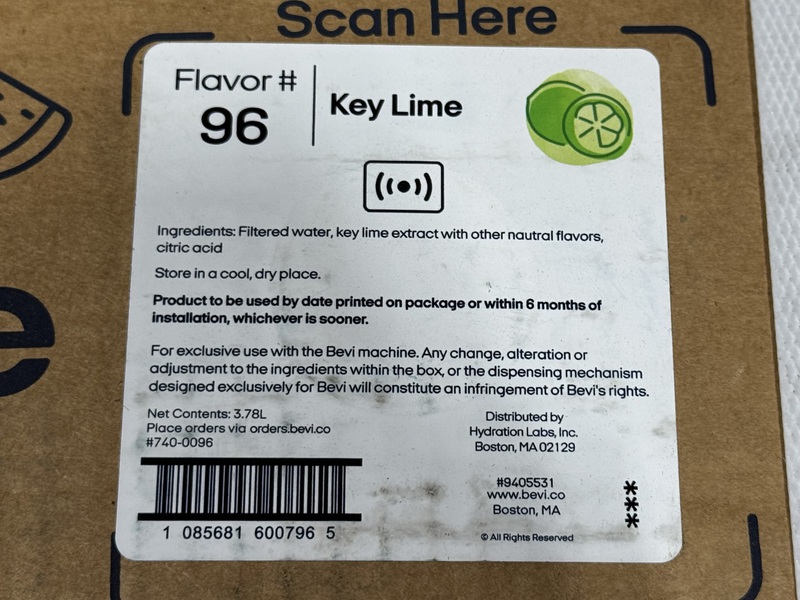 Scan Here
Flavor #
96
Key Lime
Ingredients: Filtered water, key lime extract with other nautral flavors,
citric acid
Store in a cool, dry place.
Product to be used by date printed on package or within 6 months of
installation, whichever is sooner.
For exclusive use with the Bevi machine. Any change, alteration or
adjustment to the ingredients within the box, or the dispensing mechanism
designed exclusively for Bevi will constitute an infringement of Bevi's rights.
Net Contents: 3.78L
Place orders via orders.bevi.co
#740-0096
Distributed by
Hydration Labs, Inc.
Boston, MA 02129
#9405531
www.bevi.co
Boston, MA
***
1 085681 600796 5
© All Rights Reserved
e